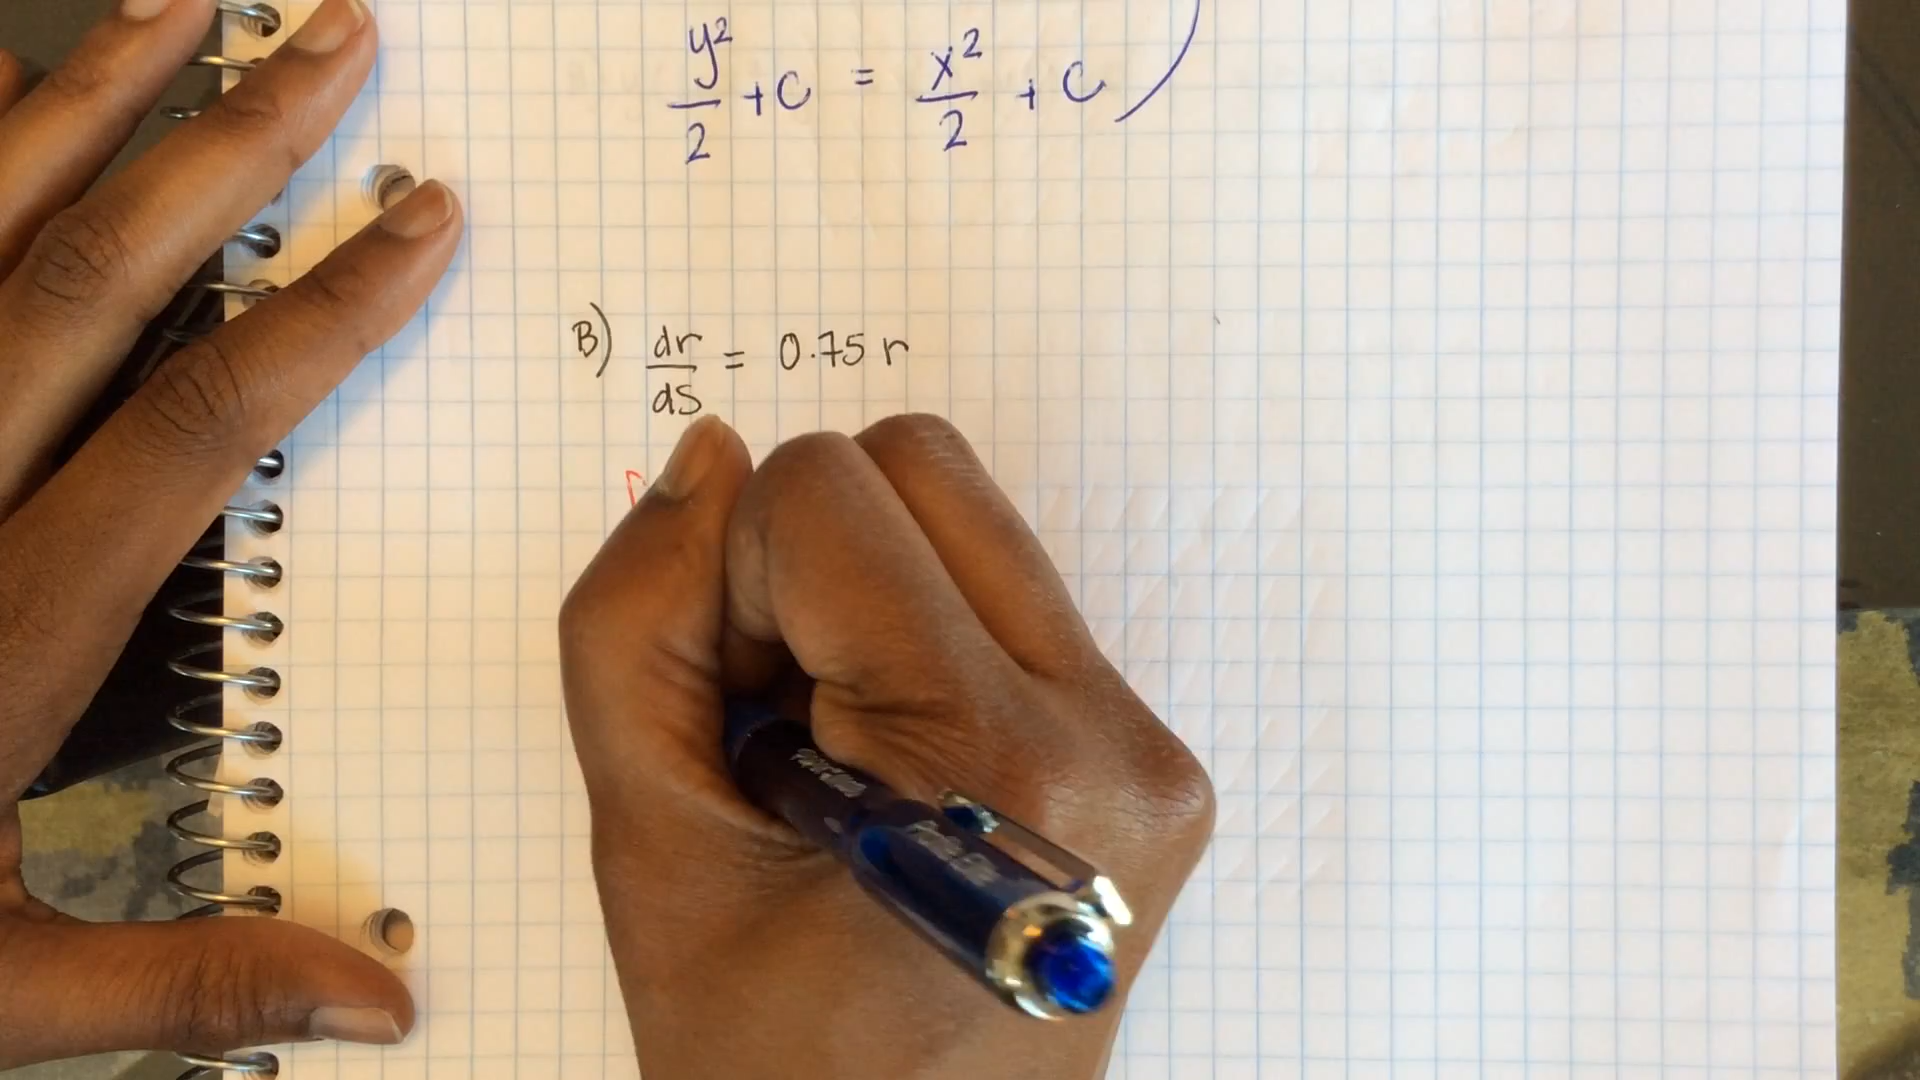 y²/2 + C = x²/2 + C
B) dr/ds = 0.75 r